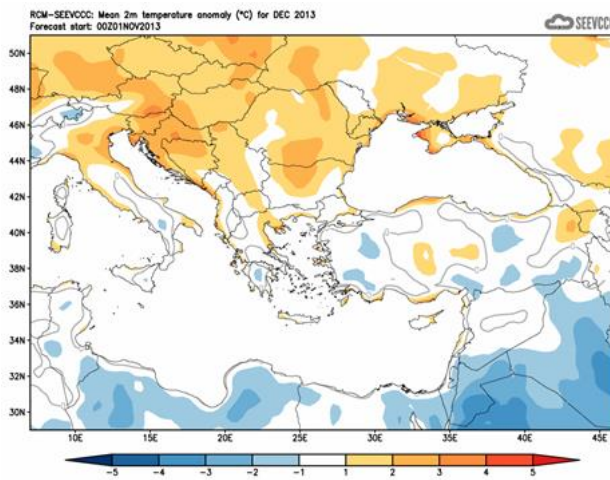 RCM-SEEVCCC: Mean 2m temperature anomaly (°C) for DEC 2013
Forecast start: 00Z01NOV2013
SEEVCCC
50N
48N
46N
44N
42N
40N
38N
36N
34N
32N
30N
10E 15E 20E 25E 30E 35E 40E 45E
-5 -4 -3 -2 -1 1 2 3 4 5